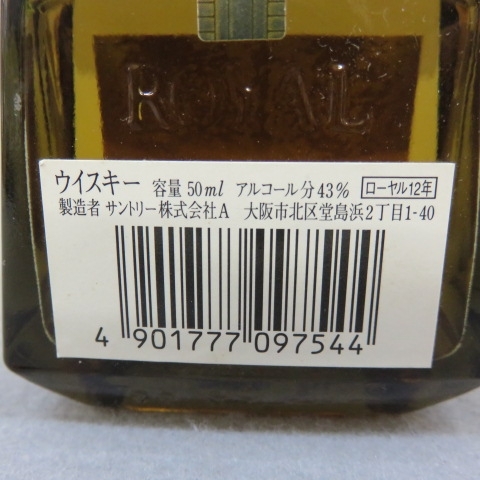 ROYAL
ウイスキー 容量 50ml アルコール分43% ローヤル12年
製造者 サントリー株式会社A 大阪市北区堂島浜2丁目1-40
4 901777 097544